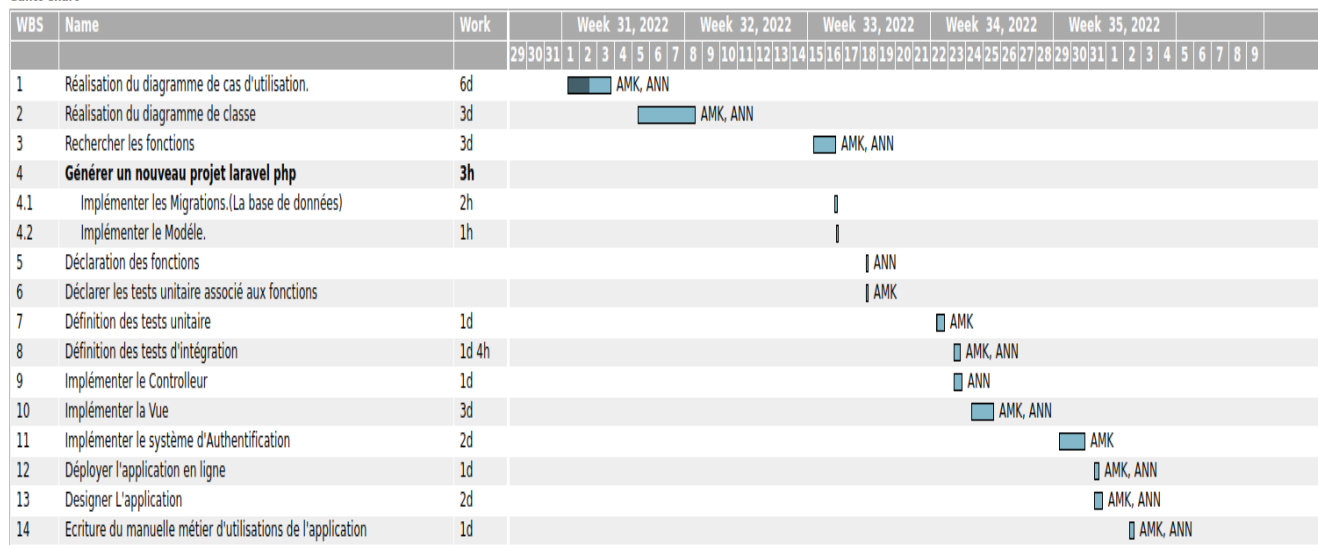 WBS Name Work Week 31, 2022 Week 32, 2022 Week 33, 2022 Week 34, 2022 Week 35, 2022
29 30 31 1 2 3 4 5 6 7 8 9 10 11 12 13 14 15 16 17 18 19 20 21 22 23 24 25 26 27 28 29 30 31 1 2 3 4 5 6 7 8 9
1 Réalisation du diagramme de cas d'utilisation. 6d AMK, ANN
2 Réalisation du diagramme de classe 3d AMK, ANN
3 Rechercher les fonctions 3d AMK, ANN
4 Générer un nouveau projet laravel php 3h
4.1 Implémenter les Migrations.(La base de données) 2h
4.2 Implémenter le Modéle. 1h
5 Déclaration des fonctions ANN
6 Déclarer les tests unitaire associé aux fonctions AMK
7 Définition des tests unitaire 1d AMK
8 Définition des tests d'intégration 1d 4h AMK, ANN
9 Implémenter le Controlleur 1d ANN
10 Implémenter la Vue 3d AMK, ANN
11 Implémenter le système d'Authentification 2d AMK
12 Déployer l'application en ligne 1d AMK, ANN
13 Designer L'application 2d AMK, ANN
14 Ecriture du manuelle métier d'utilisations de l'application 1d AMK, ANN